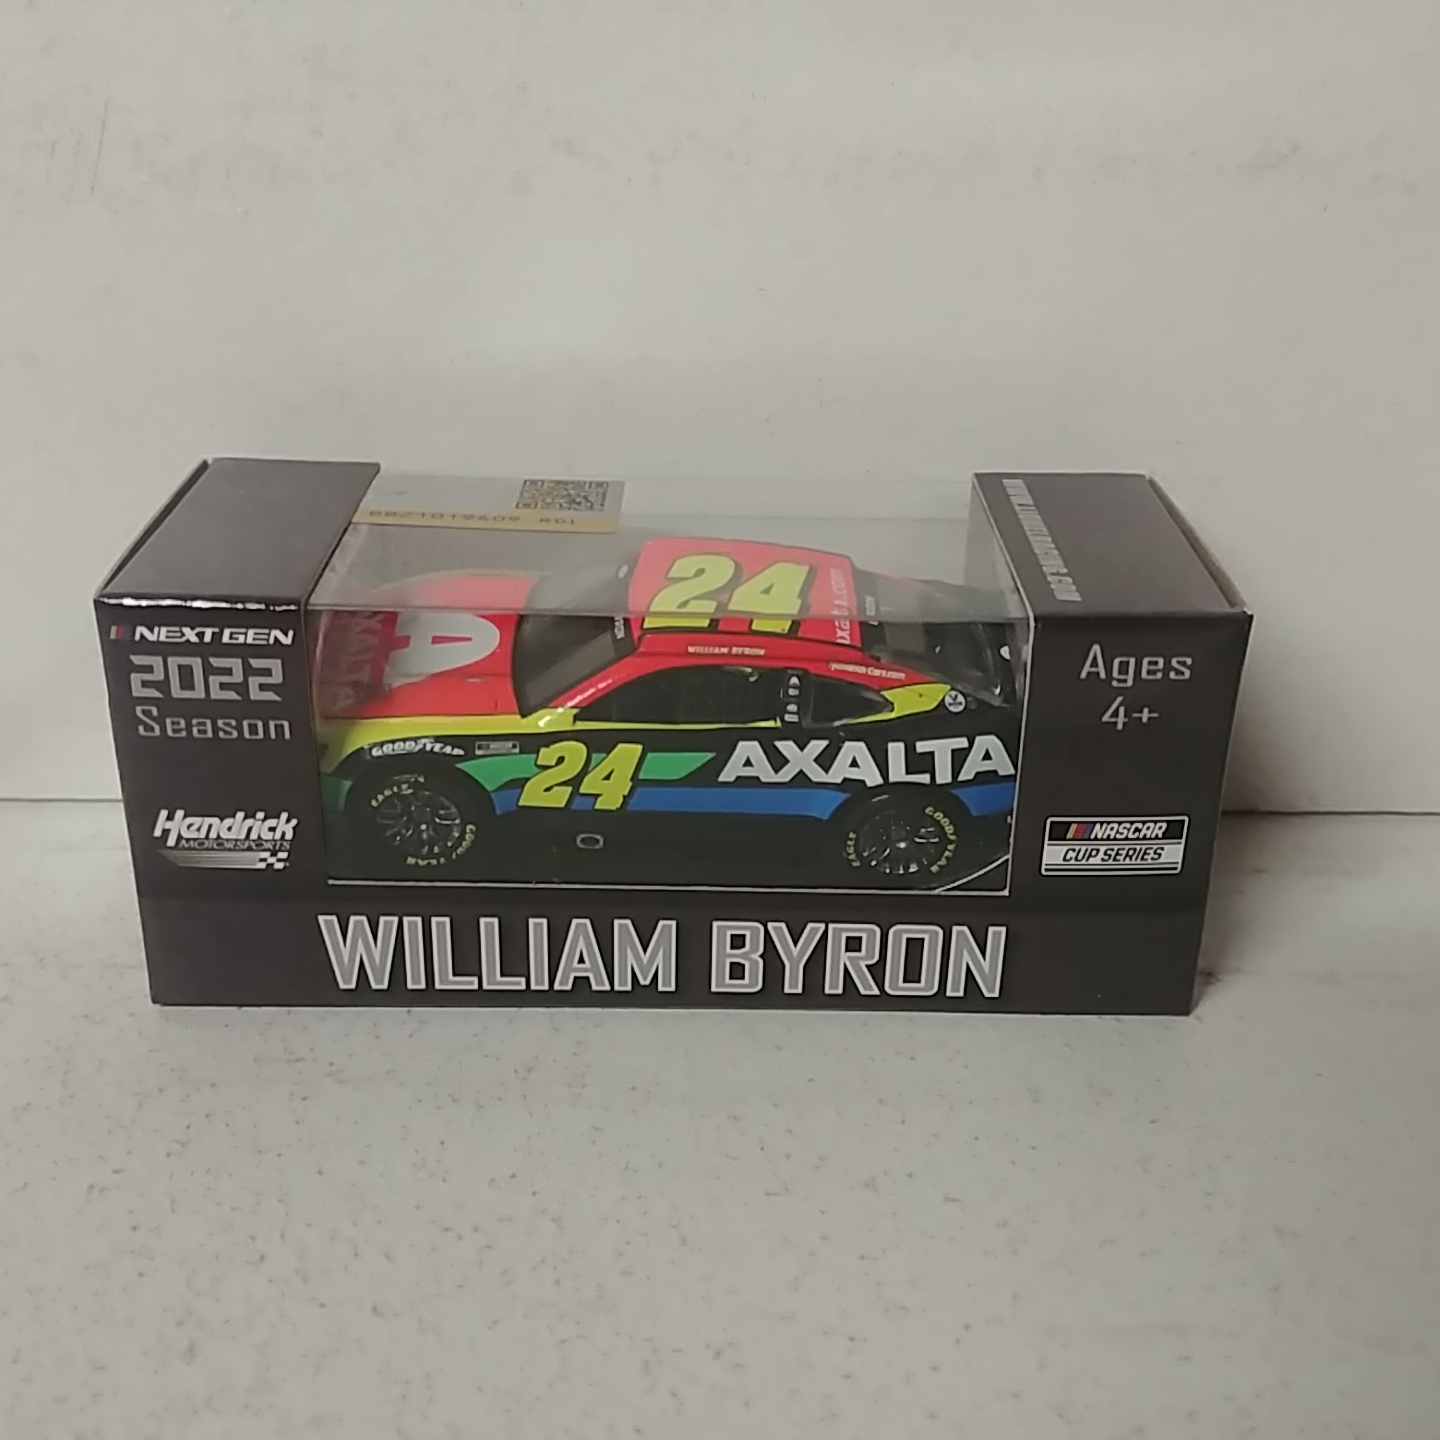 NEXT GEN
2022
Season
Hendrick
MOTORSPORTS
24
WILLIAM BYRON
24
AXALTA
GOODYEAR
EAGLE
GOODYEAR
EAGLE
GOODYEAR
Ages
4+
NASCAR
CUP SERIES
WILLIAM BYRON